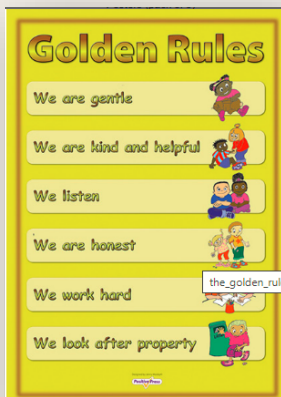 Golden Rules
We are gentle
We are kind and helpful
We listen
We are honest
the_golden_rul
We work hard
We look after property
PositivePress